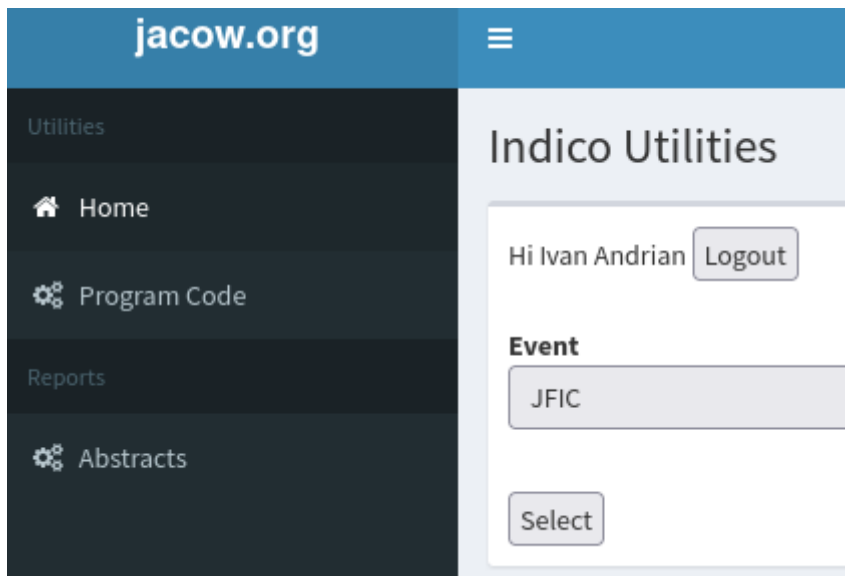 jacow.org
Utilities
Home
Program Code
Reports
Abstracts
Indico Utilities
Hi Ivan Andrian Logout
Event
JFIC
Select